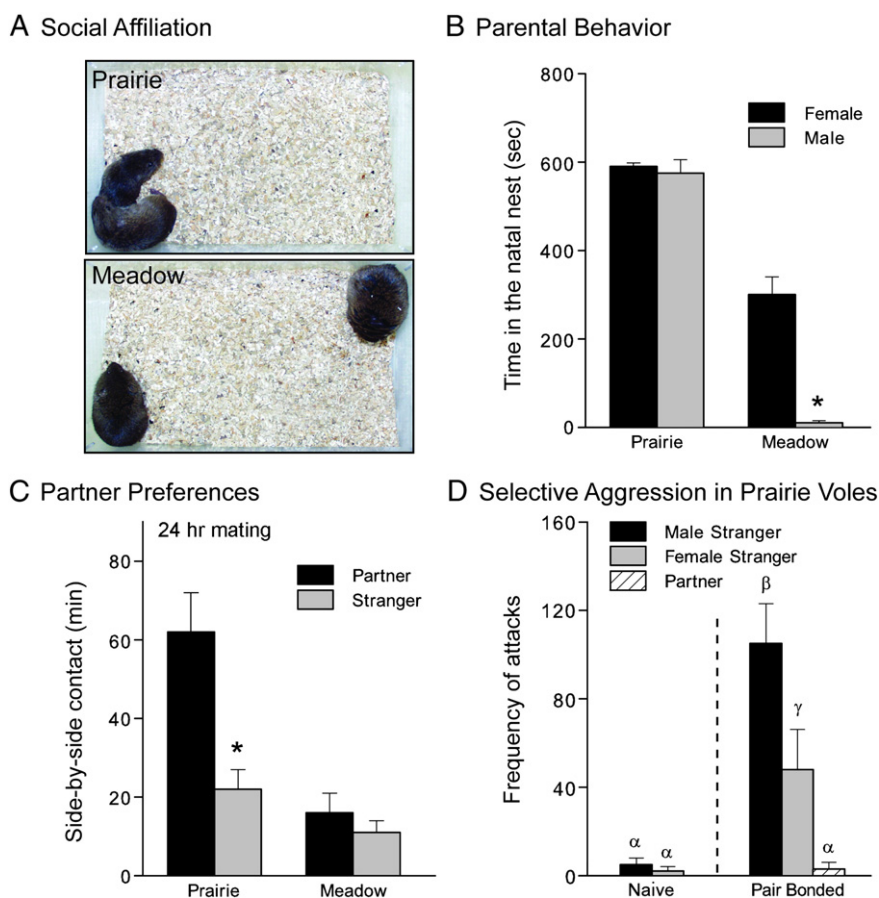 A Social Affiliation
Prairie
Meadow
B Parental Behavior
800
600
400
200
0
Time in the natal nest (sec)
Female
Male
*
Prairie
Meadow
C Partner Preferences
24 hr mating
80
60
40
20
0
Side-by-side contact (min)
Partner
Stranger
*
Prairie
Meadow
D Selective Aggression in Prairie Voles
160
120
80
40
0
Frequency of attacks
Male Stranger
Female Stranger
Partner
α
α
β
γ
α
Naive
Pair Bonded